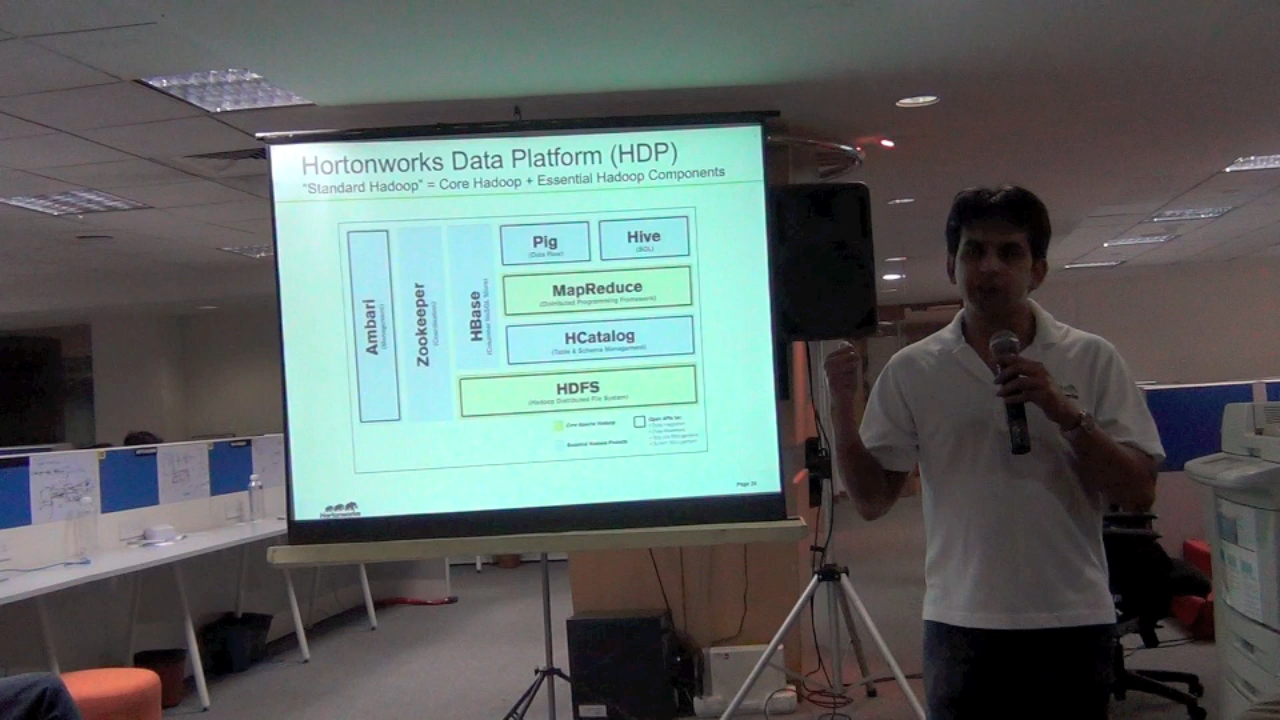 Hortonworks Data Platform (HDP)
"Standard Hadoop" = Core Hadoop + Essential Hadoop Components
Ambari
(Management)
Zookeeper
(Coordination)
HBase
Pig
(Data Flow)
Hive
(SQL)
MapReduce
(Distributed Programming Framework)
HCatalog
(Table & Schema Management)
HDFS
(Hadoop Distributed File System)
Core Apache Hadoop
Essential Hadoop Projects
Open APIs for:
Page 24
Hortonworks